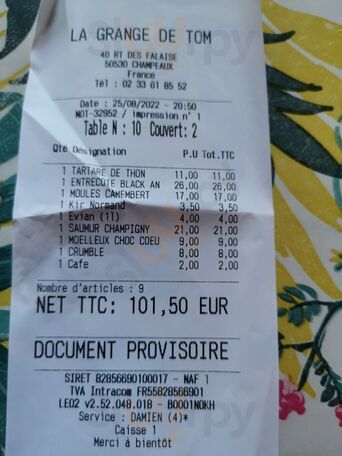 LA GRANGE DE TOM
40 RT DES FALAISE
50530 CHAMPEAUX
France
Tél : 02 33 61 85 52
Date : 25/08/2022 - 20:50
NOT-32952 / impression n° 1
Table N : 10 Couvert: 2
Qté Désignation P.U Tot.TTC
1 TARTARE DE THON 11,00 11,00
1 ENTRECOTE BLACK AN 26,00 26,00
1 MOULES CAMEMBERT 17,00 17,00
1 Kir Normand 3,50 3,50
1 Evian (1l) 4,00 4,00
1 SAUMUR CHAMPIGNY 21,00 21,00
1 MOELLEUX CHOC COEU 9,00 9,00
1 CRUMBLE 8,00 8,00
1 Cafe 2,00 2,00
Nombre d'articles : 9
NET TTC: 101,50 EUR
DOCUMENT PROVISOIRE
SIRET 82856690100017 - NAF 1
TVA Intracom FR55828566901
LEO2 v2.52.048.018 - B0001NOKH
Service : DAMIEN (4)*
Caisse 1
Merci à bientôt